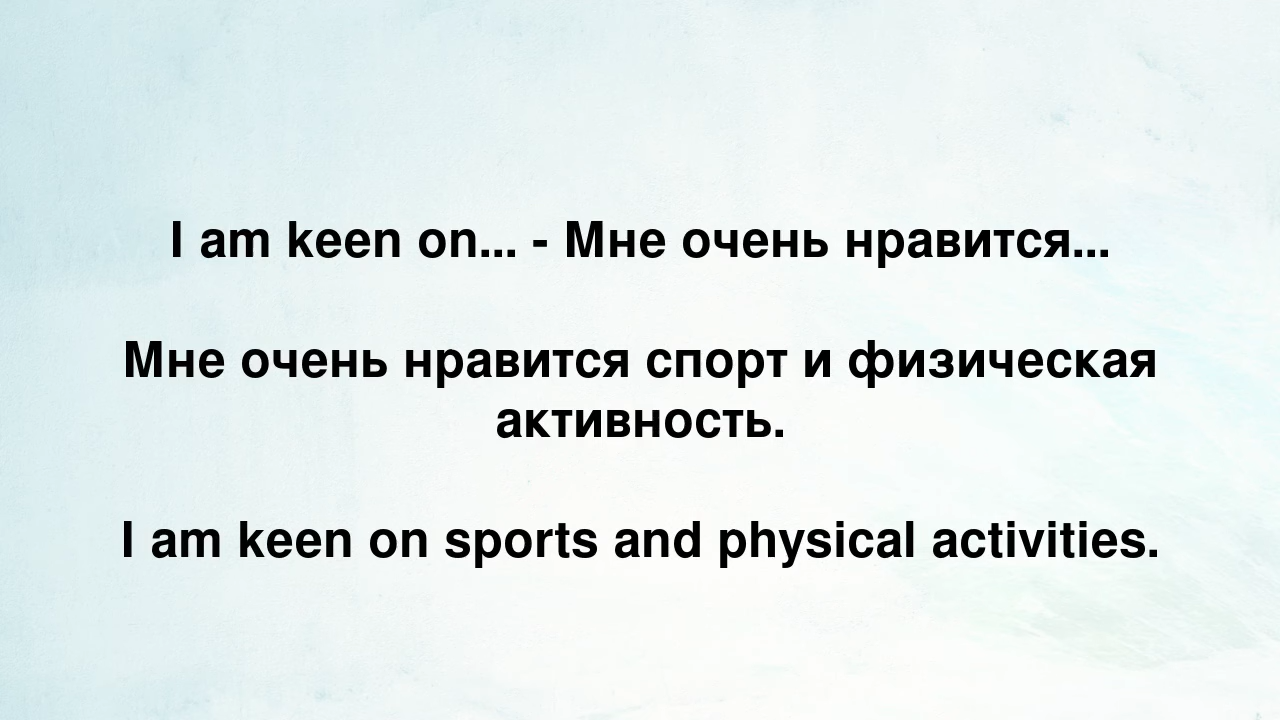 I am keen on... - Мне очень нравится...
Мне очень нравится спорт и физическая
активность.
I am keen on sports and physical activities.